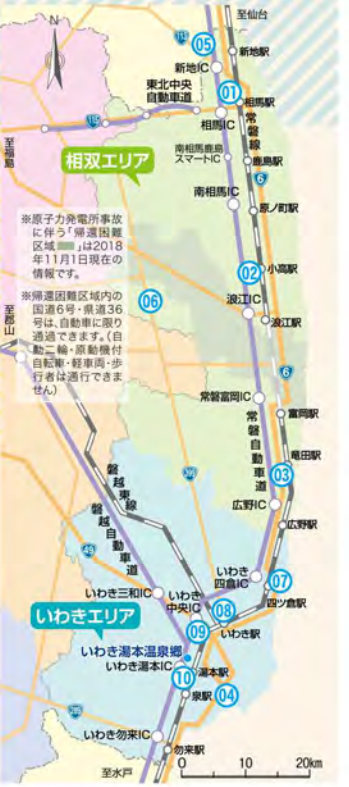 至仙台
113
05
新地駅
N
新地IC
東北中央
自動車道
01
115
相馬駅
相馬IC
至福島
常磐線
相双エリア
南相馬鹿島
スマートIC
鹿島駅
6
南相馬IC
原ノ町駅
※原子力発電所事故
に伴う「帰還困難
区域 」は2018
年11月1日現在の
情報です。
02
小高駅
※帰還困難区域内の
国道6号・県道36
号は、自動車に限り
通過できます。(自
動二輪・原動機付
自転車・軽車両・歩
行者は通行できま
せん)
06
浪江IC
浪江駅
至郡山
6
常磐富岡IC
富岡駅
常磐自動車道
竜田駅
磐越東線
磐越自動車道
399
03
広野IC
広野駅
49
いわき
四倉IC
07
いわき三和IC
いわき
中央IC
四ツ倉駅
08
いわきエリア
09
いわき駅
いわき湯本温泉郷
いわき湯本IC
10
湯本駅
泉駅
04
289
いわき勿来IC
勿来駅
至水戸
0 10 20km